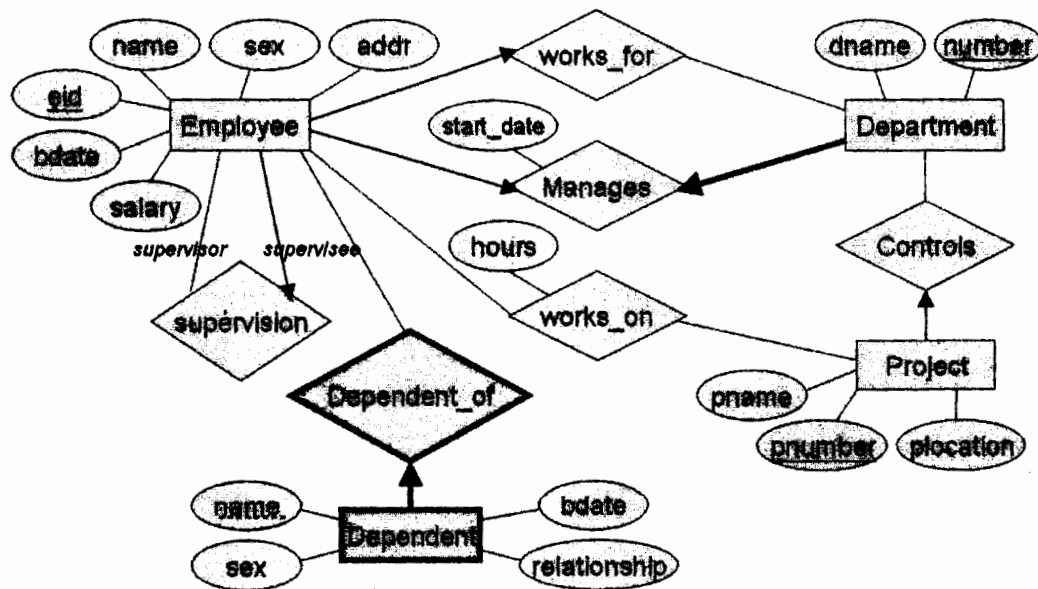 name
sex
addr
works_for
dname
number
eid
Employee
start_date
Department
bdate
Manages
salary
supervisor
supervisee
hours
Controls
supervision
works_on
Project
Dependent_of
pname
pnumber
plocation
name
bdate
Dependent
sex
relationship